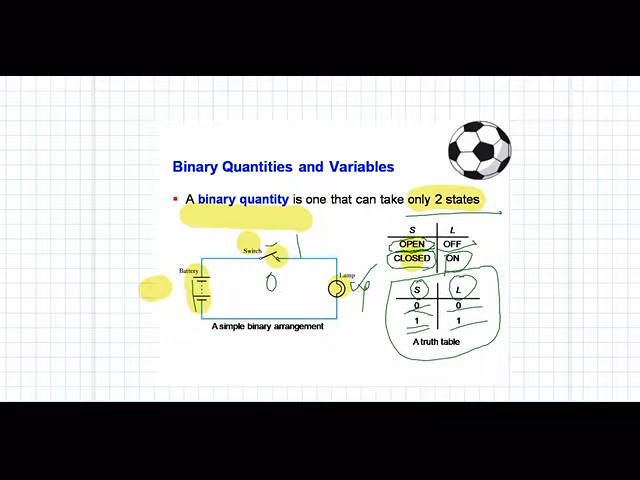 Binary Quantities and Variables
▪ A binary quantity is one that can take only 2 states
S L
OPEN OFF
CLOSED ON
Switch
Battery
Lamp
0
S L
0 0
1 1
A simple binary arrangement
A truth table